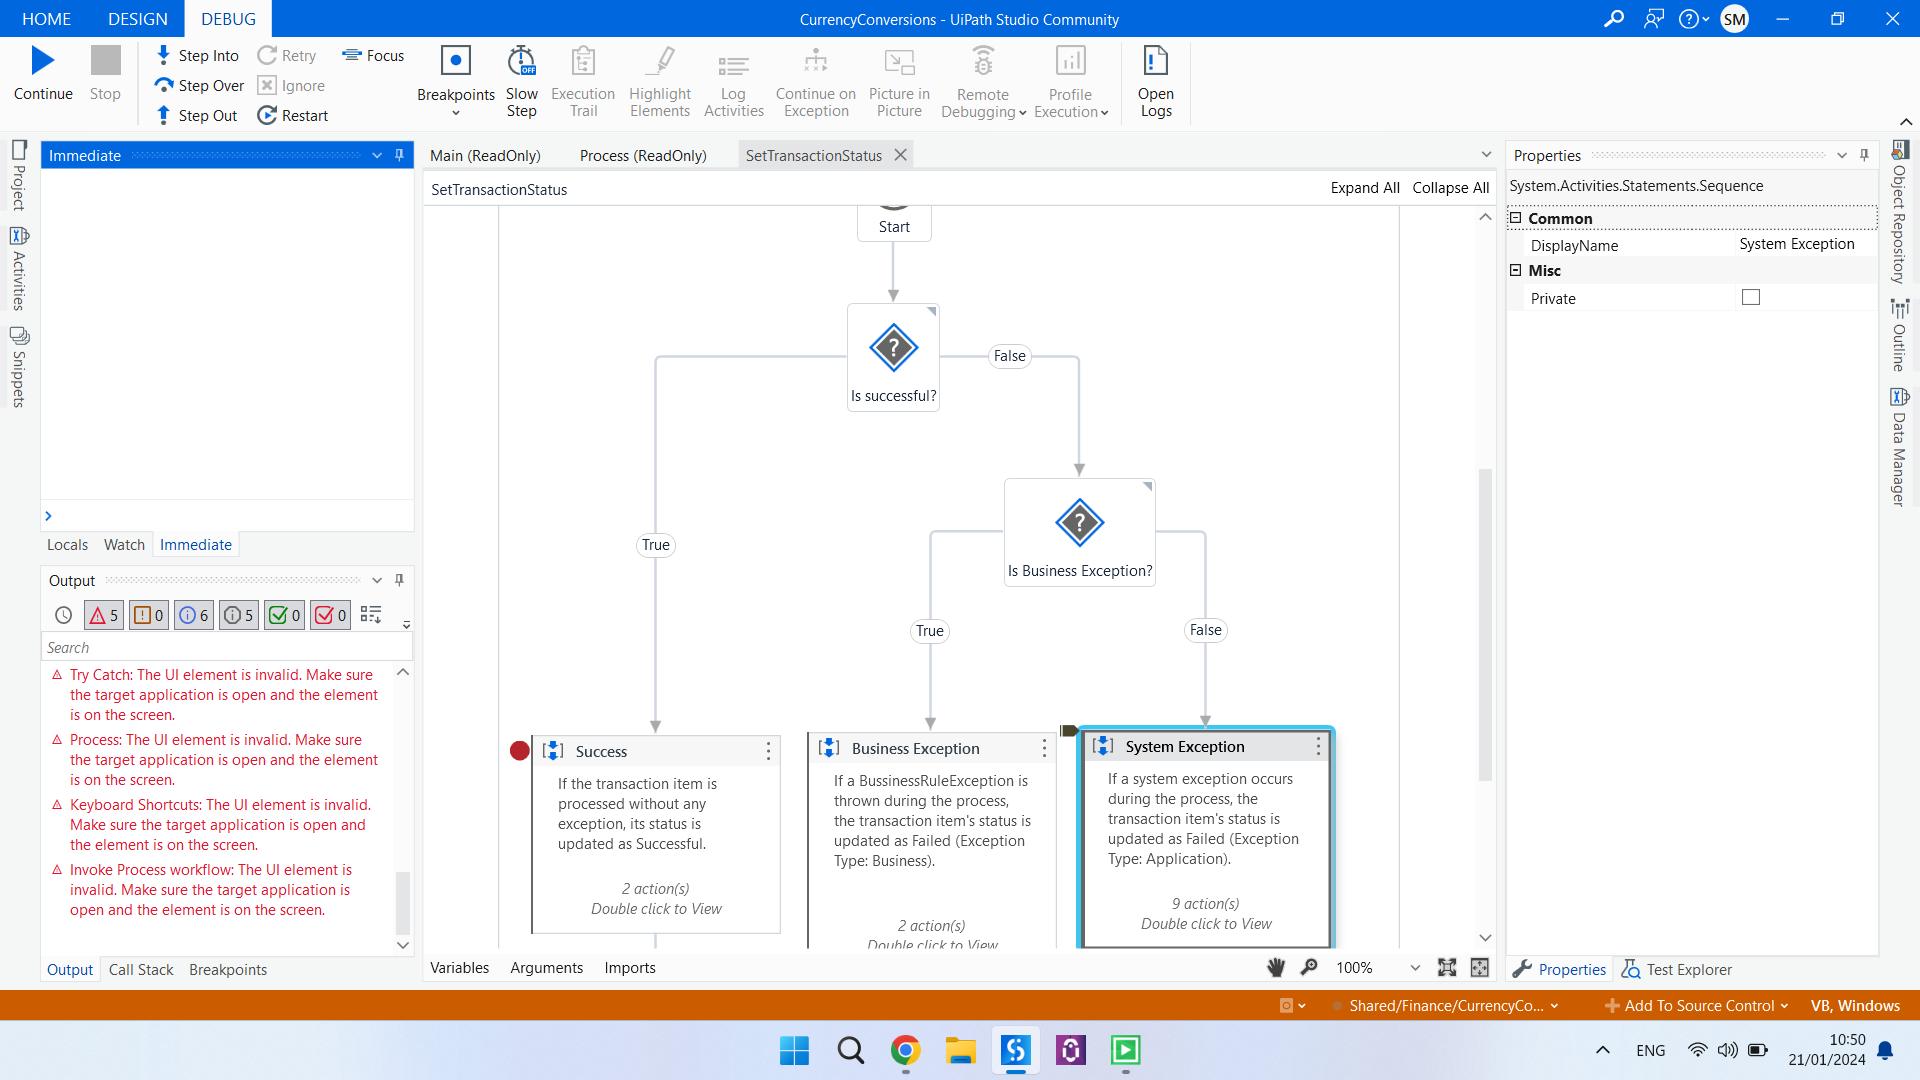 HOME DESIGN DEBUG
CurrencyConversions - UiPath Studio Community
SM
Continue
Stop
Step Into
Step Over
Step Out
Retry
Ignore
Restart
Focus
Breakpoints
Slow
Step
OFF
Execution
Trail
Highlight
Elements
Log
Activities
Continue on
Exception
Picture in
Picture
Remote
Debugging
Profile
Execution
Open
Logs
Project
Activities
Snippets
Immediate
Locals Watch Immediate
Output
5 0 6 5 0 0
Search
Try Catch: The UI element is invalid. Make sure
the target application is open and the element
is on the screen.
Process: The UI element is invalid. Make sure
the target application is open and the element
is on the screen.
Keyboard Shortcuts: The UI element is invalid.
Make sure the target application is open and
the element is on the screen.
Invoke Process workflow: The UI element is
invalid. Make sure the target application is
open and the element is on the screen.
Output Call Stack Breakpoints
Main (ReadOnly) Process (ReadOnly) SetTransactionStatus
SetTransactionStatus
Expand All Collapse All
Start
Is successful?
False
True
Is Business Exception?
True
False
Success
If the transaction item is
processed without any
exception, its status is
updated as Successful.
2 action(s)
Double click to View
Business Exception
If a BussinessRuleException is
thrown during the process,
the transaction item's status is
updated as Failed (Exception
Type: Business).
2 action(s)
Double click to View
System Exception
If a system exception occurs
during the process, the
transaction item's status is
updated as Failed (Exception
Type: Application).
9 action(s)
Double click to View
Variables Arguments Imports
100%
Properties
System.Activities.Statements.Sequence
Common
DisplayName System Exception
Misc
Private
Properties Test Explorer
Object Repository
Outline
Data Manager
Shared/Finance/CurrencyCo...
Add To Source Control
VB, Windows
ENG
10:50
21/01/2024